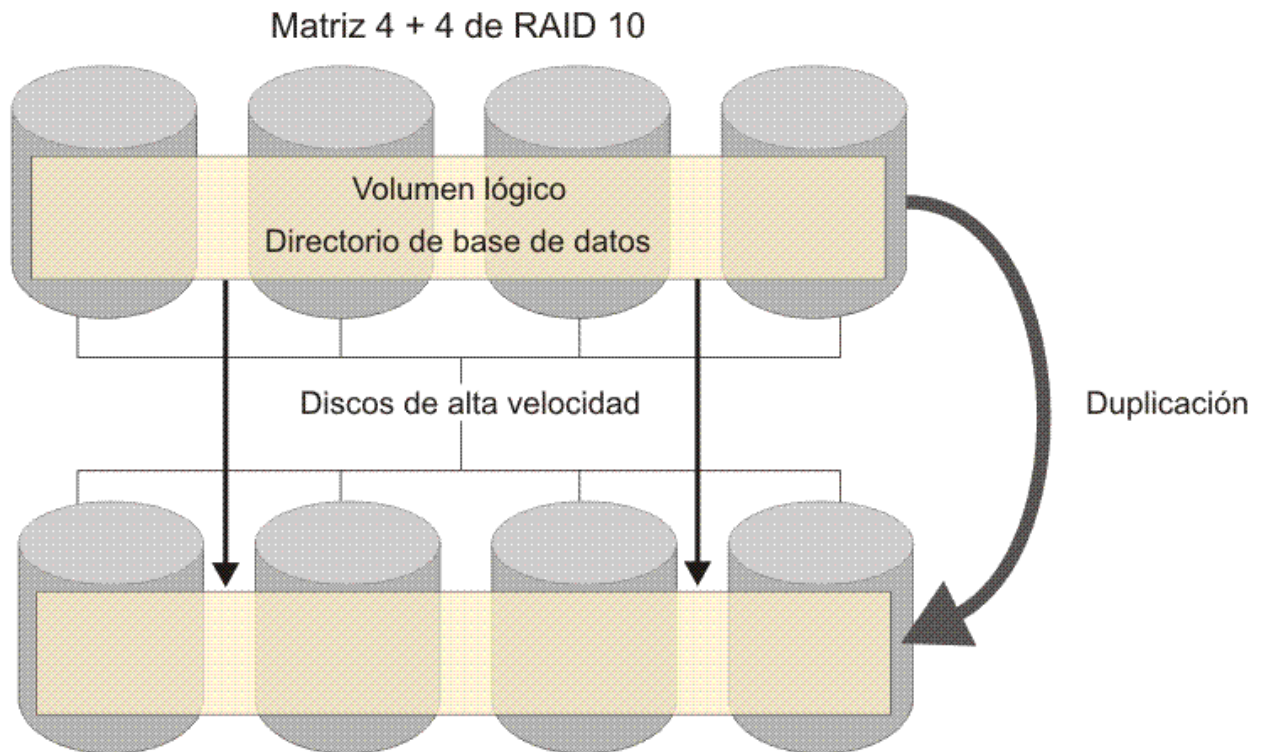 Matriz 4 + 4 de RAID 10
Volumen lógico
Directorio de base de datos
Discos de alta velocidad
Duplicación